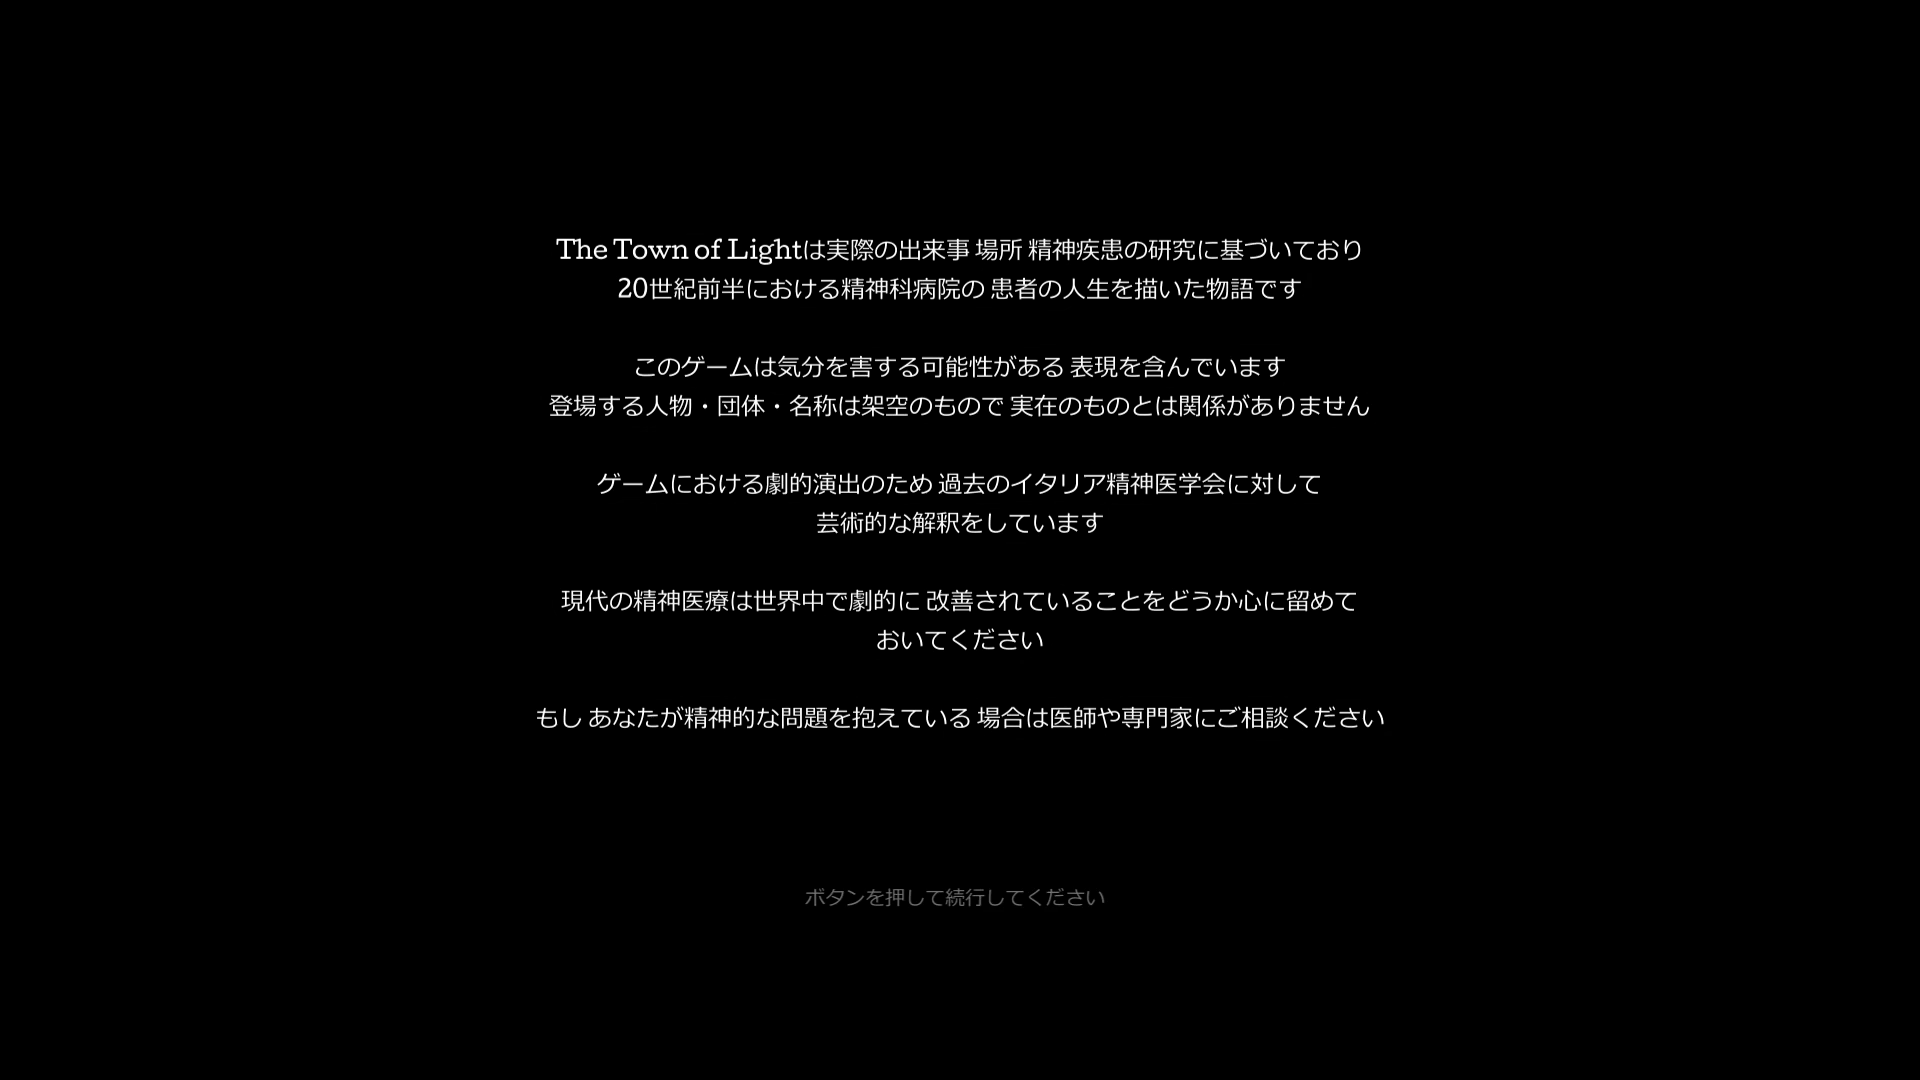 The Town of Lightは実際の出来事 場所 精神疾患の研究に基づいており
20世紀前半における精神科病院の 患者の人生を描いた物語です
このゲームは気分を害する可能性がある 表現を含んでいます
登場する人物・団体・名称は架空のもので 実在のものとは関係がありません
ゲームにおける劇的演出のため 過去のイタリア精神医学会に対して
芸術的な解釈をしています
現代の精神医療は世界中で劇的に 改善されていることをどうか心に留めて
おいてください
もし あなたが精神的な問題を抱えている 場合は医師や専門家にご相談ください
ボタンを押して続行してください